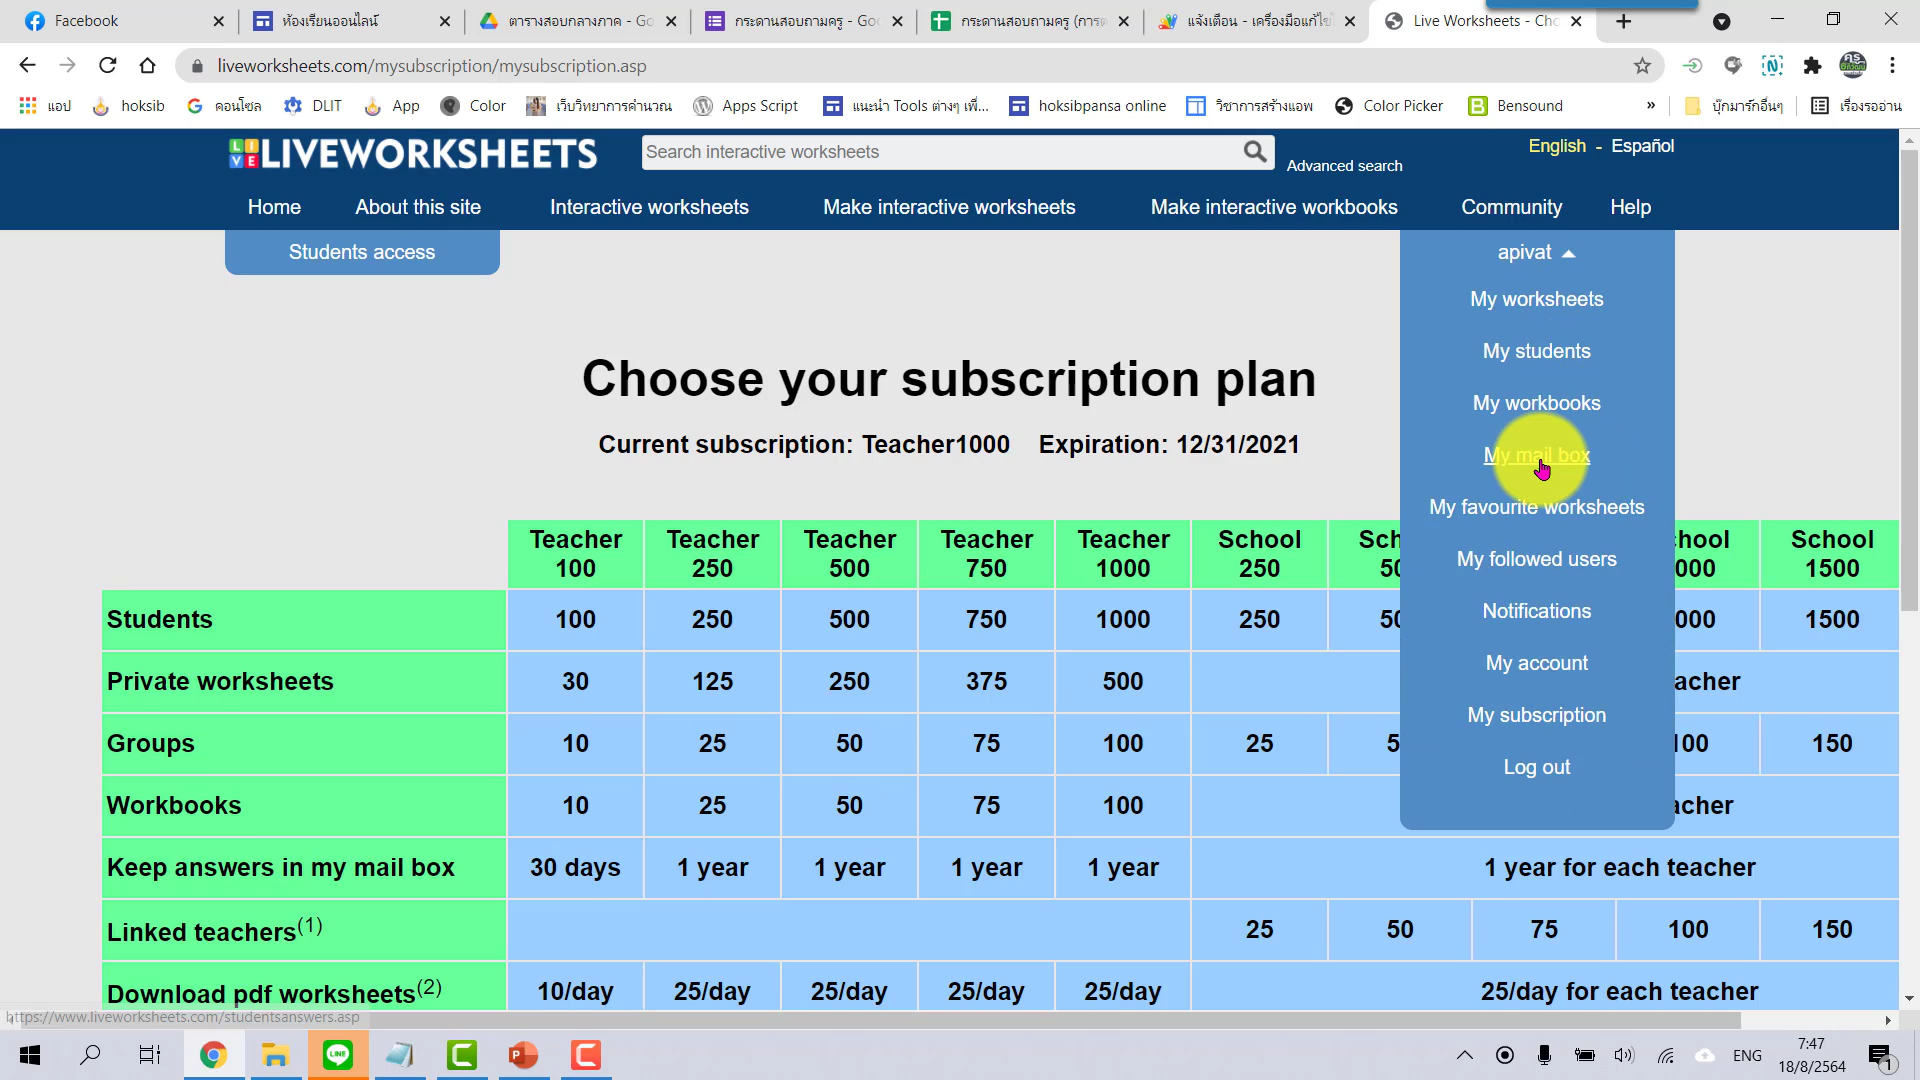 Facebook
ห้องเรียนออนไลน์
ตารางสอบกลางภาค - Go
กระดานสอบถามครู - Goo
กระดานสอบถามครู (การต
แจ้งเตือน - เครื่องมือแก้ไข
Live Worksheets - Cho
liveworksheets.com/mysubscription/mysubscription.asp
แอป
hoksib
คอนโซล
DLIT
App
Color
เว็บวิทยาการคำนวณ
Apps Script
แนะนำ Tools ต่างๆ เพื่...
hoksibpansa online
วิชาการสร้างแอพ
Color Picker
Bensound
»
บุ๊กมาร์กอื่นๆ
เรื่องรออ่าน
LIVEWORKSHEETS
Search interactive worksheets
Advanced search
English - Español
Home
About this site
Interactive worksheets
Make interactive worksheets
Make interactive workbooks
Community
Help
Students access
apivat
My worksheets
My students
My workbooks
My mail box
My favourite worksheets
My followed users
Notifications
My account
My subscription
Log out
Choose your subscription plan
Current subscription: Teacher1000 Expiration: 12/31/2021
Teacher 100 Teacher 250 Teacher 500 Teacher 750 Teacher 1000 School 250 Sch 50 hool 000 School 1500
Students 100 250 500 750 1000 250 50 000 1500
Private worksheets 30 125 250 375 500 acher
Groups 10 25 50 75 100 25 5 100 150
Workbooks 10 25 50 75 100 acher
Keep answers in my mail box 30 days 1 year 1 year 1 year 1 year 1 year for each teacher
Linked teachers(1) 25 50 75 100 150
Download pdf worksheets(2) 10/day 25/day 25/day 25/day 25/day 25/day for each teacher
https://www.liveworksheets.com/studentsanswers.asp
ENG
7:47
18/8/2564
1